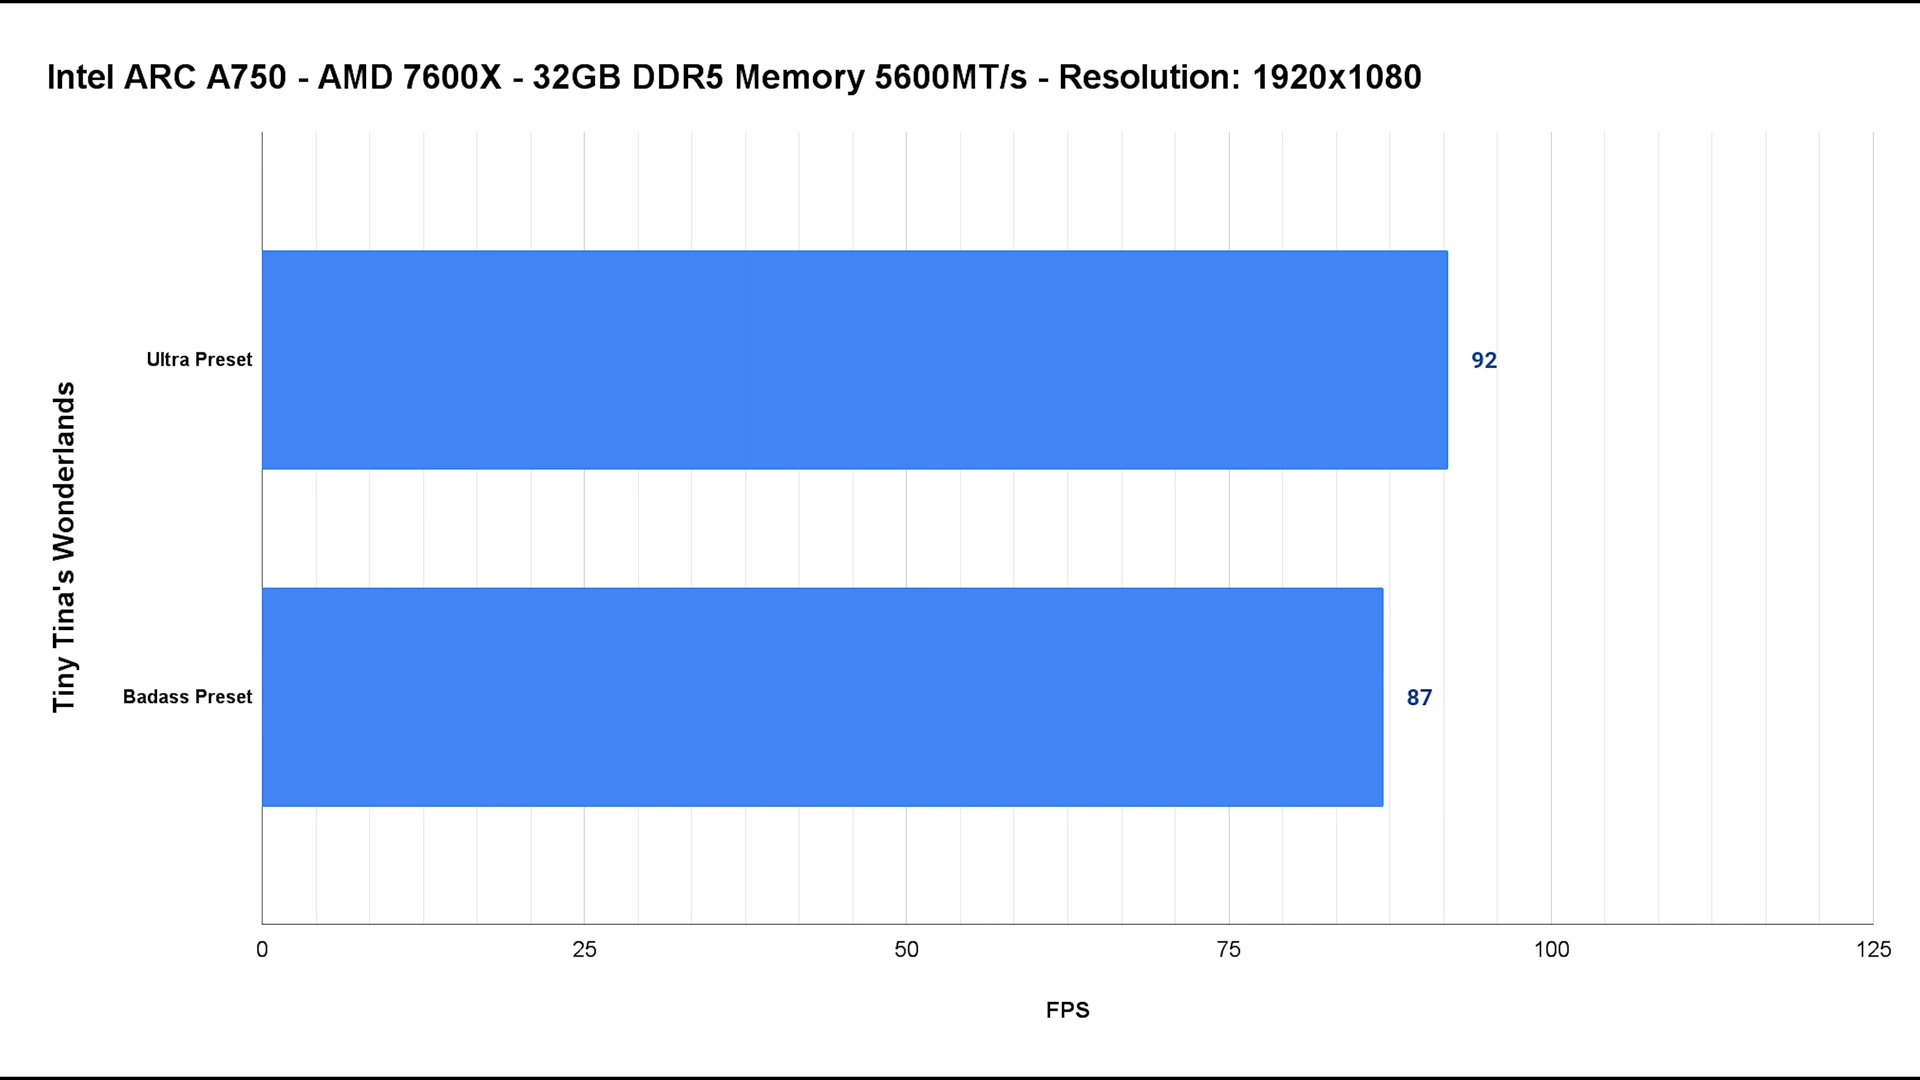 Intel ARC A750 - AMD 7600X - 32GB DDR5 Memory 5600MT/s - Resolution: 1920x1080
Tiny Tina's Wonderlands
Ultra Preset
92
Badass Preset
87
0
25
50
75
100
125
FPS